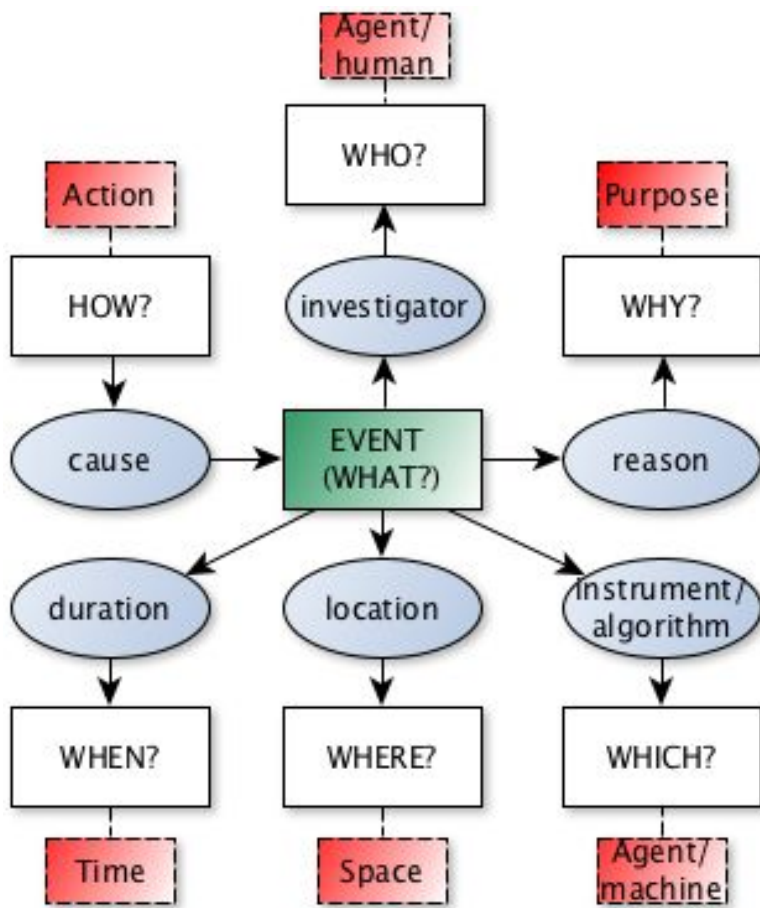 Agent/
human
WHO?
Action
Purpose
HOW?
investigator
WHY?
cause
EVENT
(WHAT?)
reason
duration
location
instrument/
algorithm
WHEN?
WHERE?
WHICH?
Time
Space
Agent/
machine